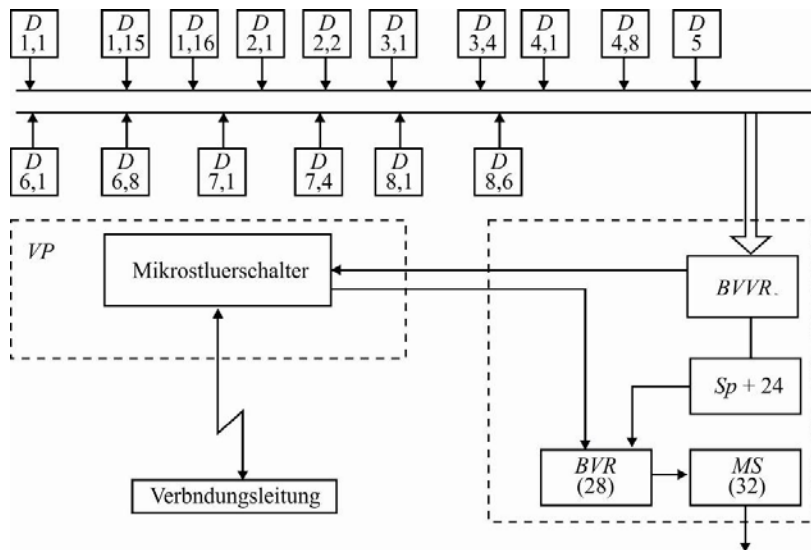 D D D D D D D D D D
1,1 1,15 1,16 2,1 2,2 3,1 3,4 4,1 4,8 5
D D D D D D
6,1 6,8 7,1 7,4 8,1 8,6
VP
Mikrostluerschalter
BVVR.
Sp + 24
BVR
(28)
MS
(32)
Verbndungsleitung